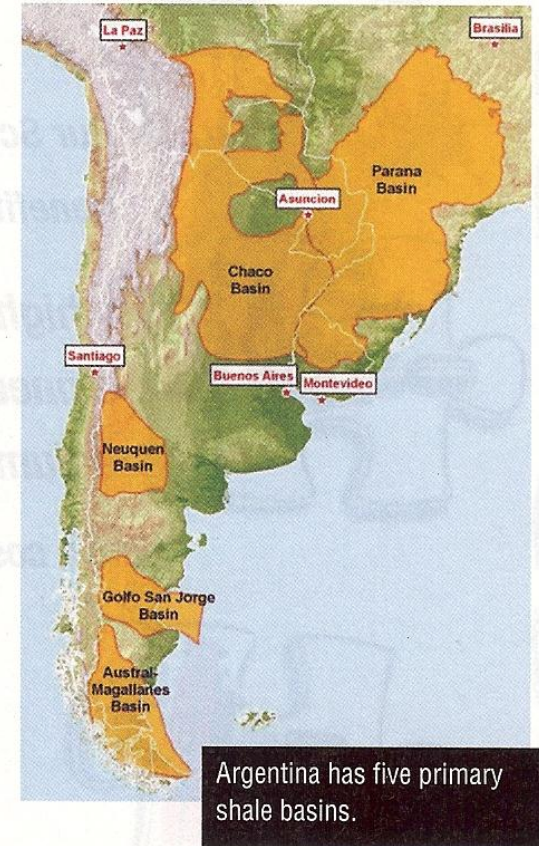 La Paz
Brasilia
Parana
Basin
Asuncion
Chaco
Basin
Santiago
Buenos Aires
Montevideo
Neuquen
Basin
Golfo San Jorge
Basin
Austral-
Magallanes
Basin
Argentina has five primary
shale basins.